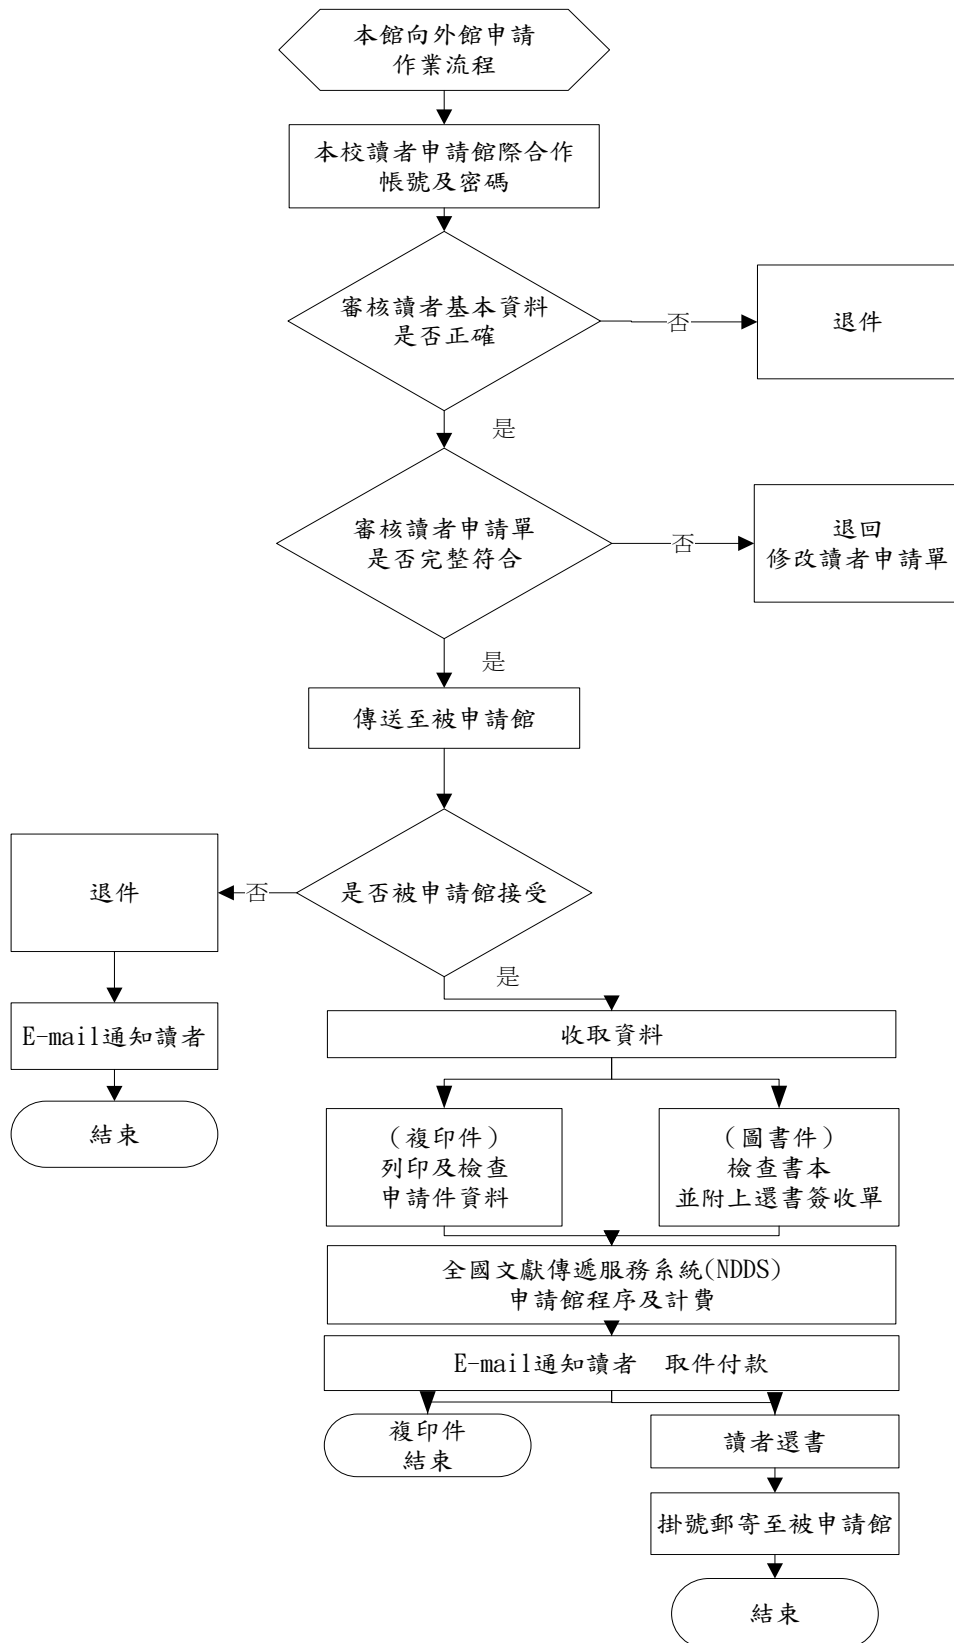 本館向外館申請
作業流程
本校讀者申請館際合作
帳號及密碼
審核讀者基本資料
是否正確
否
退件
是
審核讀者申請單
是否完整符合
否
退回
修改讀者申請單
是
傳送至被申請館
是否被申請館接受
否
退件
E-mail通知讀者
結束
是
收取資料
(複印件)
列印及檢查
申請件資料
(圖書件)
檢查書本
並附上還書簽收單
全國文獻傳遞服務系統(NDDS)
申請館程序及計費
E-mail通知讀者　取件付款
複印件
結束
讀者還書
掛號郵寄至被申請館
結束